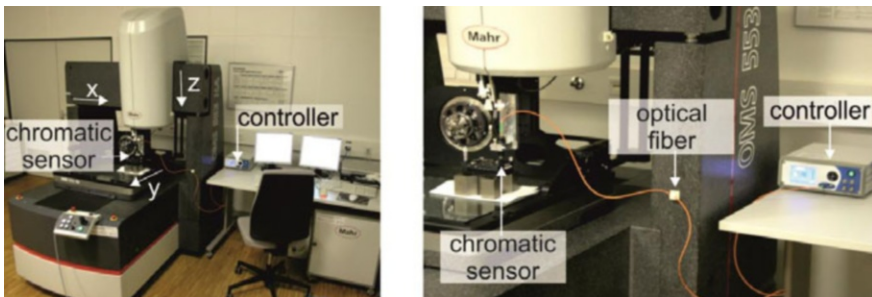 x
z
chromatic
sensor
controller
y
Mahr
Mahr
OMS 553
optical
fiber
controller
chromatic
sensor